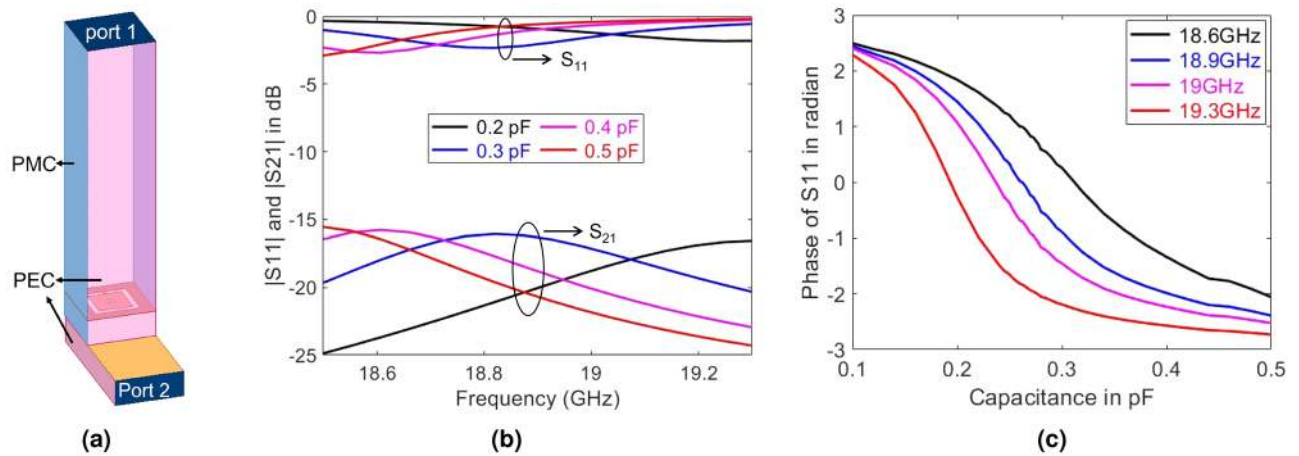 port 1
PMC
PEC
Port 2
(a)
|S11| and |S21| in dB
0
-5
-10
-15
-20
-25
S11
0.2 pF
0.4 pF
0.3 pF
0.5 pF
S21
18.6
18.8
19
19.2
Frequency (GHz)
(b)
Phase of S11 in radian
3
2
1
0
-1
-2
-3
18.6GHz
18.9GHz
19GHz
19.3GHz
0.1
0.2
0.3
0.4
0.5
Capacitance in pF
(c)